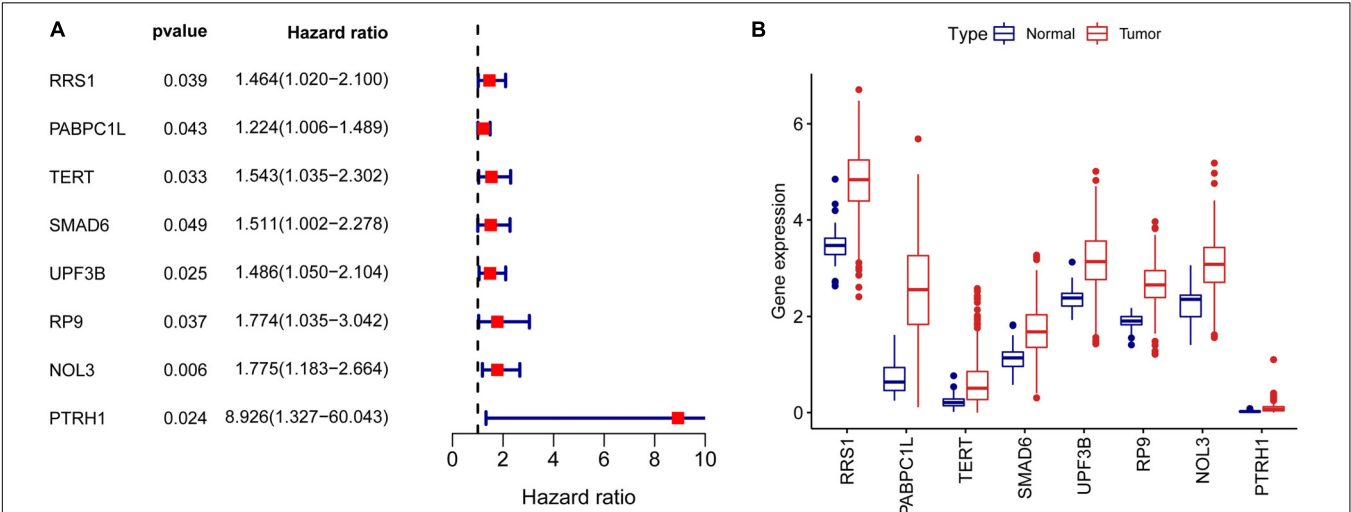 A
pvalue Hazard ratio
RRS1 0.039 1.464(1.020−2.100)
PABPC1L 0.043 1.224(1.006−1.489)
TERT 0.033 1.543(1.035−2.302)
SMAD6 0.049 1.511(1.002−2.278)
UPF3B 0.025 1.486(1.050−2.104)
RP9 0.037 1.774(1.035−3.042)
NOL3 0.006 1.775(1.183−2.664)
PTRH1 0.024 8.926(1.327−60.043)
0 2 4 6 8 10
Hazard ratio
B
Type Normal Tumor
Gene expression
6
4
2
0
RRS1
PABPC1L
TERT
SMAD6
UPF3B
RP9
NOL3
PTRH1